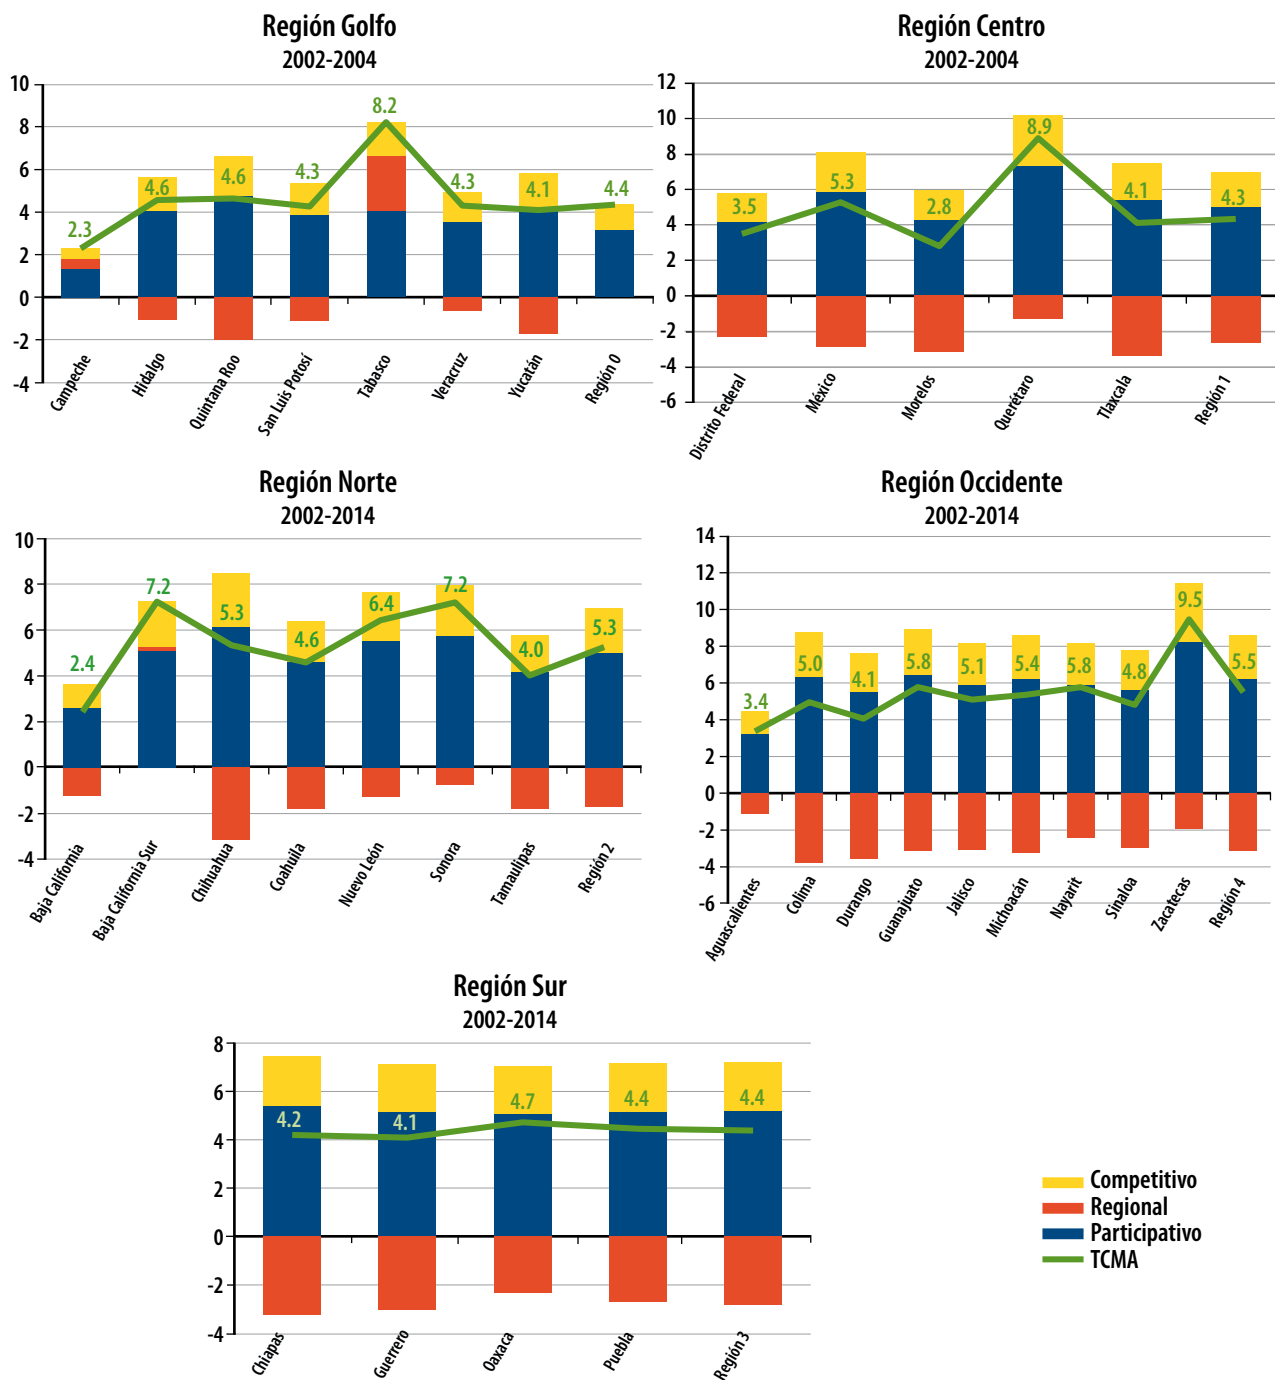 Región Golfo
2002-2004
10
8
6
4
2
0
-2
-4
2.3
4.6
4.6
4.3
8.2
4.3
4.1
4.4
Campeche
Hidalgo
Quintana Roo
San Luis Potosí
Tabasco
Veracruz
Yucatán
Región 0
Región Centro
2002-2004
12
10
8
6
4
2
0
-2
-4
-6
3.5
5.3
2.8
8.9
4.1
4.3
Distrito Federal
México
Morelos
Querétaro
Tlaxcala
Región 1
Región Norte
2002-2014
10
8
6
4
2
0
-2
-4
2.4
7.2
5.3
4.6
6.4
7.2
4.0
5.3
Baja California
Baja California Sur
Chihuahua
Coahuila
Nuevo León
Sonora
Tamaulipas
Región 2
Región Occidente
2002-2014
14
12
10
8
6
4
2
0
-2
-4
-6
3.4
5.0
4.1
5.8
5.1
5.4
5.8
4.8
9.5
5.5
Aguascalientes
Colima
Durango
Guanajuato
Jalisco
Michoacán
Nayarit
Sinaloa
Zacatecas
Región 4
Región Sur
2002-2014
8
6
4
2
0
-2
-4
4.2
4.1
4.7
4.4
4.4
Chiapas
Guerrero
Oaxaca
Puebla
Región 3
Competitivo
Regional
Participativo
TCMA